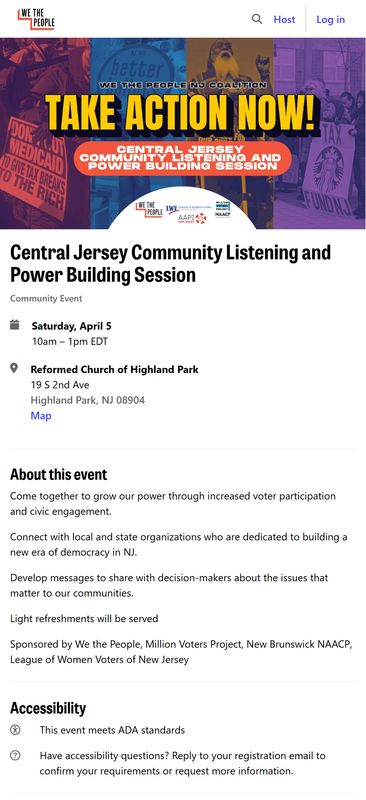 WE THE
PEOPLE
Host
Log in
better
WE THE PEOPLE NJ COALITION
TAKE ACTION NOW!
CENTRAL JERSEY
COMMUNITY LISTENING AND
POWER BUILDING SESSION
MEDICAID
TO GIVE TAX BREAKS
TO THE RICH
TAX
FUND
WE THE
PEOPLE
LWV
AAPI
NAACP
Central Jersey Community Listening and
Power Building Session
Community Event
Saturday, April 5
10am – 1pm EDT
Reformed Church of Highland Park
19 S 2nd Ave
Highland Park, NJ 08904
Map
About this event
Come together to grow our power through increased voter participation
and civic engagement.
Connect with local and state organizations who are dedicated to building a
new era of democracy in NJ.
Develop messages to share with decision-makers about the issues that
matter to our communities.
Light refreshments will be served
Sponsored by We the People, Million Voters Project, New Brunswick NAACP,
League of Women Voters of New Jersey
Accessibility
This event meets ADA standards
Have accessibility questions? Reply to your registration email to
confirm your requirements or request more information.